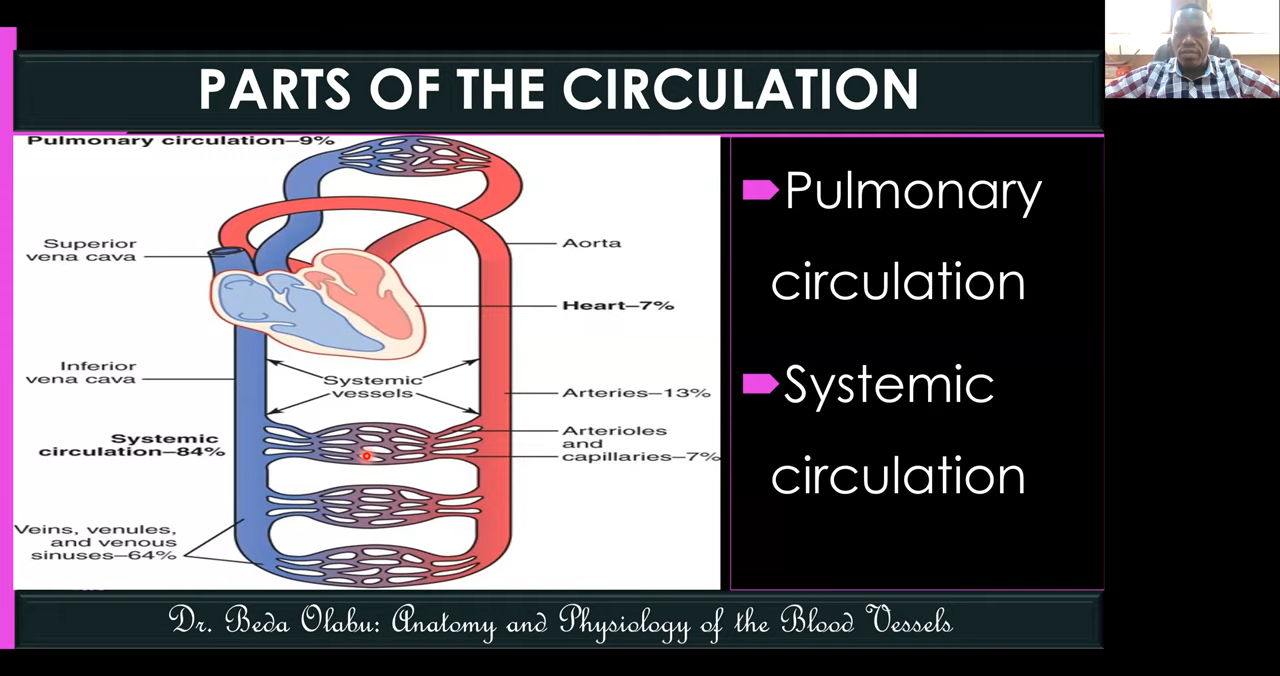 PARTS OF THE CIRCULATION
Pulmonary circulation–9%
Superior
vena cava
Aorta
Heart–7%
Inferior
vena cava
Systemic
vessels
Arteries–13%
Systemic
circulation–84%
Arterioles
and
capillaries–7%
Veins, venules,
and venous
sinuses–64%
Pulmonary
circulation
Systemic
circulation
Dr. Beda Olabu: Anatomy and Physiology of the Blood Vessels